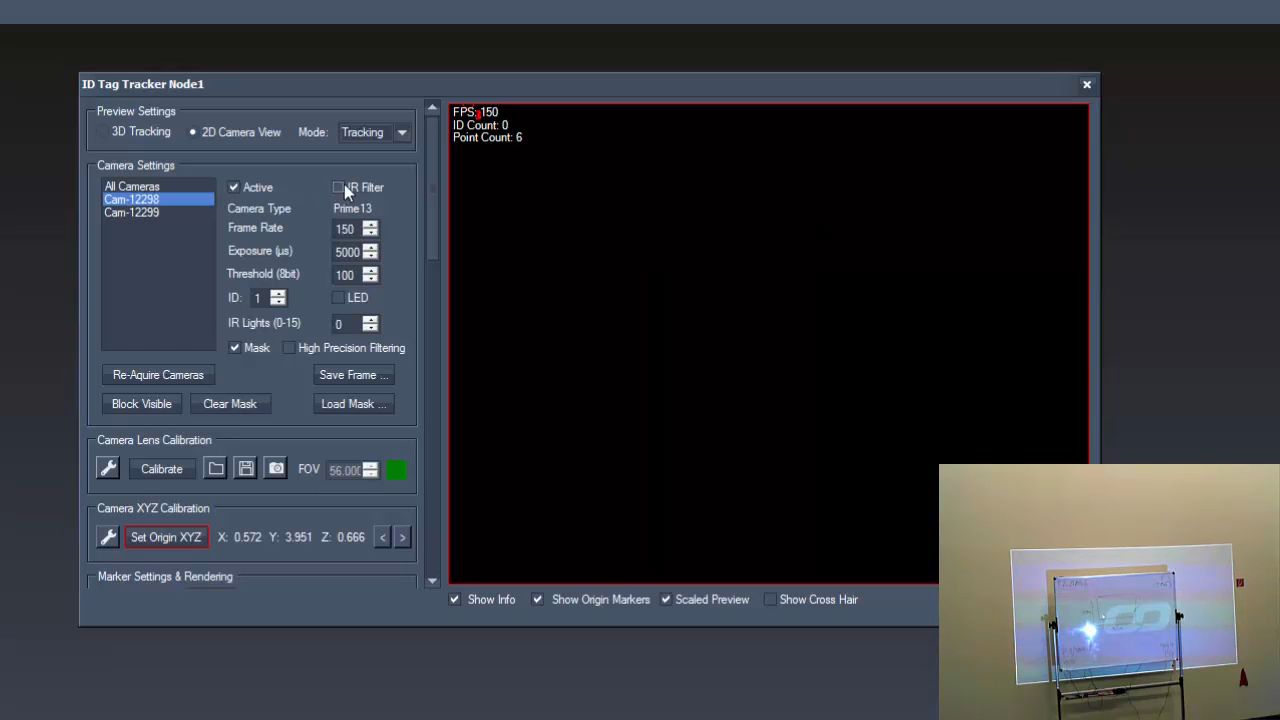 ID Tag Tracker Node1
Preview Settings
3D Tracking 2D Camera View Mode: Tracking
Camera Settings
All Cameras
Cam-12298
Cam-12299
Active IR Filter
Camera Type Prime13
Frame Rate 150
Exposure (µs) 5000
Threshold (8bit) 100
ID: 1 LED
IR Lights (0-15) 0
Mask High Precision Filtering
Re-Aquire Cameras Save Frame ...
Block Visible Clear Mask Load Mask ...
Camera Lens Calibration
Calibrate FOV 56.000
Camera XYZ Calibration
Set Origin XYZ X: 0.572 Y: 3.951 Z: 0.666 < >
Marker Settings & Rendering
FPS: 150
ID Count: 0
Point Count: 6
Show Info Show Origin Markers Scaled Preview Show Cross Hair